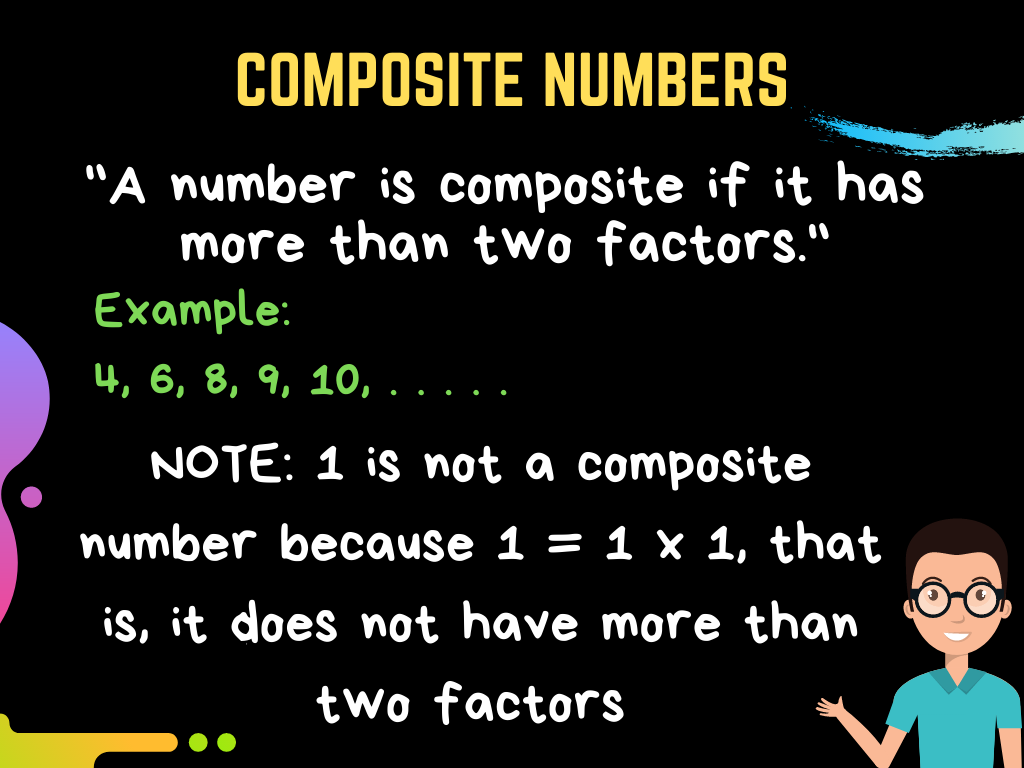 COMPOSITE NUMBERS
"A number is composite if it has
more than two factors."
Example:
4, 6, 8, 9, 10, . . . . .
NOTE: 1 is not a composite
number because 1 = 1 x 1, that
is, it does not have more than
two factors